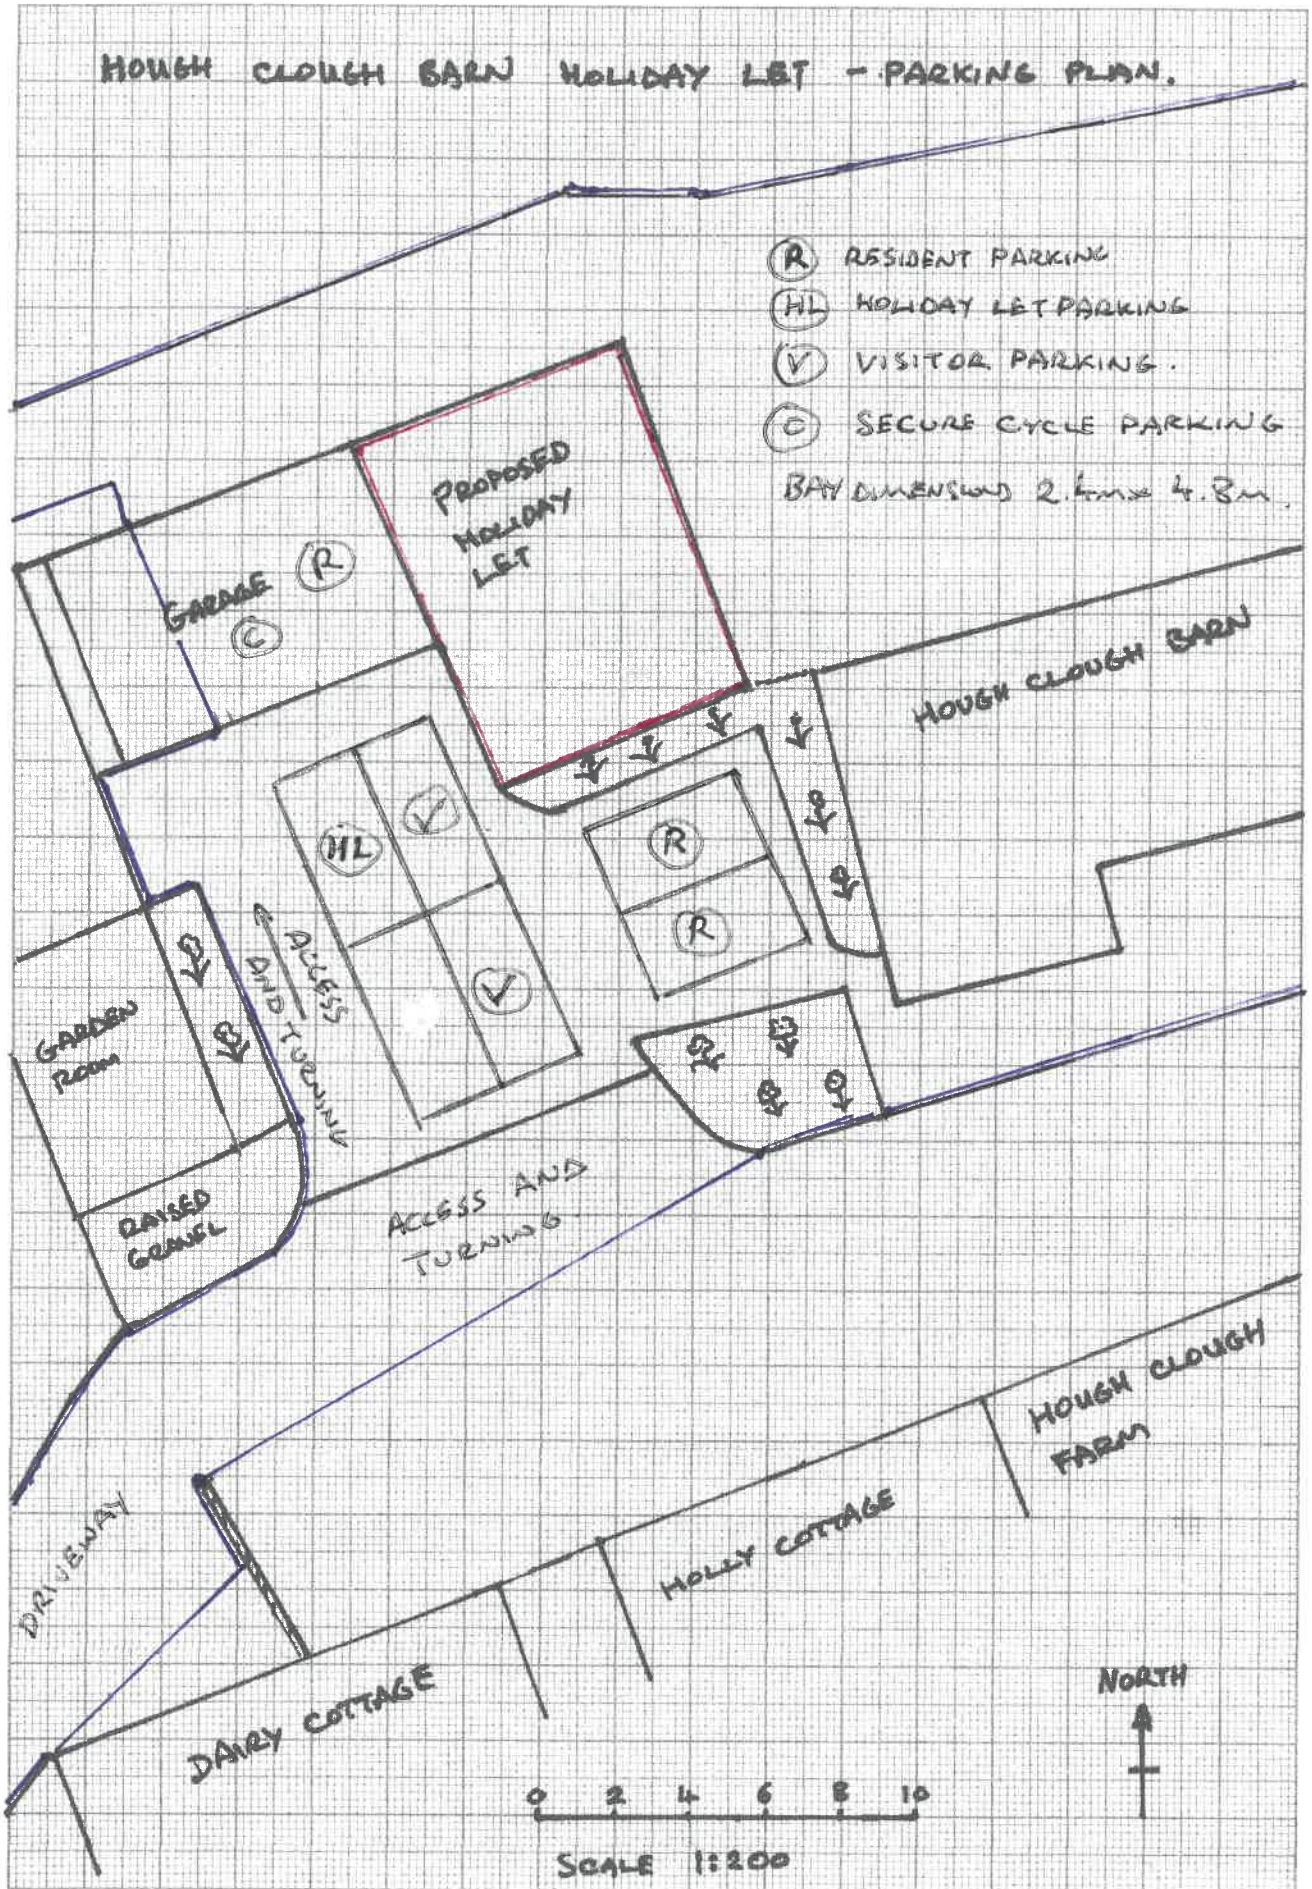 HOUGH CLOUGH BARN HOLIDAY LET - PARKING PLAN.
R RESIDENT PARKING
HL HOLIDAY LET PARKING
V VISITOR PARKING.
C SECURE CYCLE PARKING
BAY DIMENSIONS 2.4m x 4.8m.
PROPOSED
HOLIDAY
LET
GARAGE R
C
HOUGH CLOUGH BARN
HL
V
R
R
V
ACCESS
AND TURNING
GARDEN
ROOM
RAISED
GRAVEL
ACCESS AND
TURNING.
HOUGH CLOUGH
FARM
HOLLY COTTAGE
DRIVEWAY
DAIRY COTTAGE
NORTH
0 2 4 6 8 10
SCALE 1:200